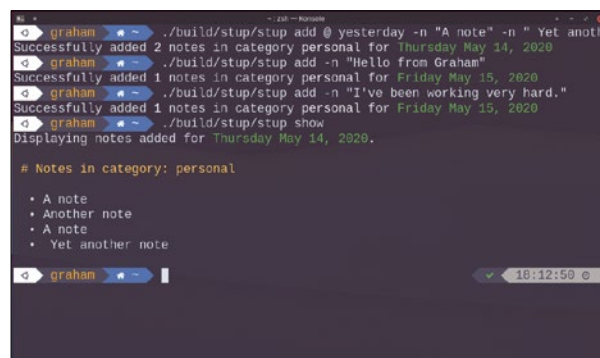 ~ : zsh — Konsole
graham ~ ./build/stup/stup add @ yesterday -n "A note" -n " Yet anoth
Successfully added 2 notes in category personal for Thursday May 14, 2020
graham ~ ./build/stup/stup add -n "Hello from Graham"
Successfully added 1 notes in category personal for Friday May 15, 2020
graham ~ ./build/stup/stup add -n "I've been working very hard."
Successfully added 1 notes in category personal for Friday May 15, 2020
graham ~ ./build/stup/stup show
Displaying notes added for Thursday May 14, 2020.
# Notes in category: personal
• A note
• Another note
• A note
•  Yet another note
graham ~ ✓ 18:12:50